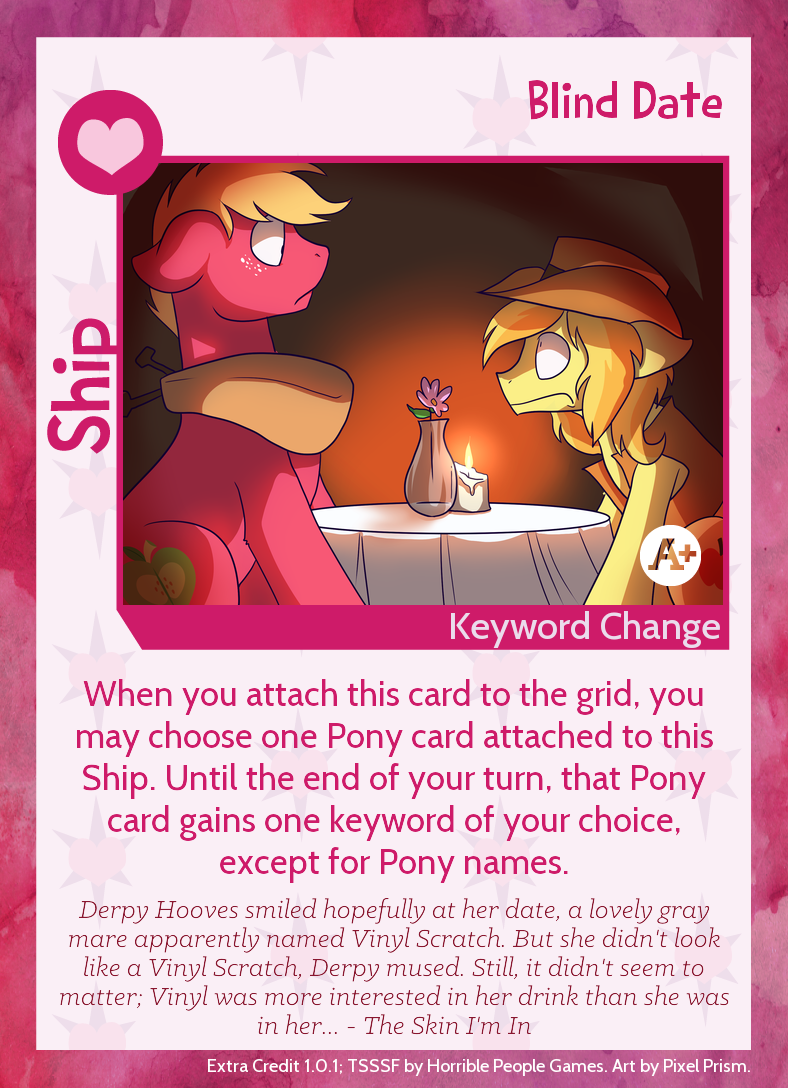 Blind Date
Ship
A+
Keyword Change
When you attach this card to the grid, you
may choose one Pony card attached to this
Ship. Until the end of your turn, that Pony
card gains one keyword of your choice,
except for Pony names.
Derpy Hooves smiled hopefully at her date, a lovely gray
mare apparently named Vinyl Scratch. But she didn't look
like a Vinyl Scratch, Derpy mused. Still, it didn't seem to
matter; Vinyl was more interested in her drink than she was
in her... - The Skin I'm In
Extra Credit 1.0.1; TSSSF by Horrible People Games. Art by Pixel Prism.